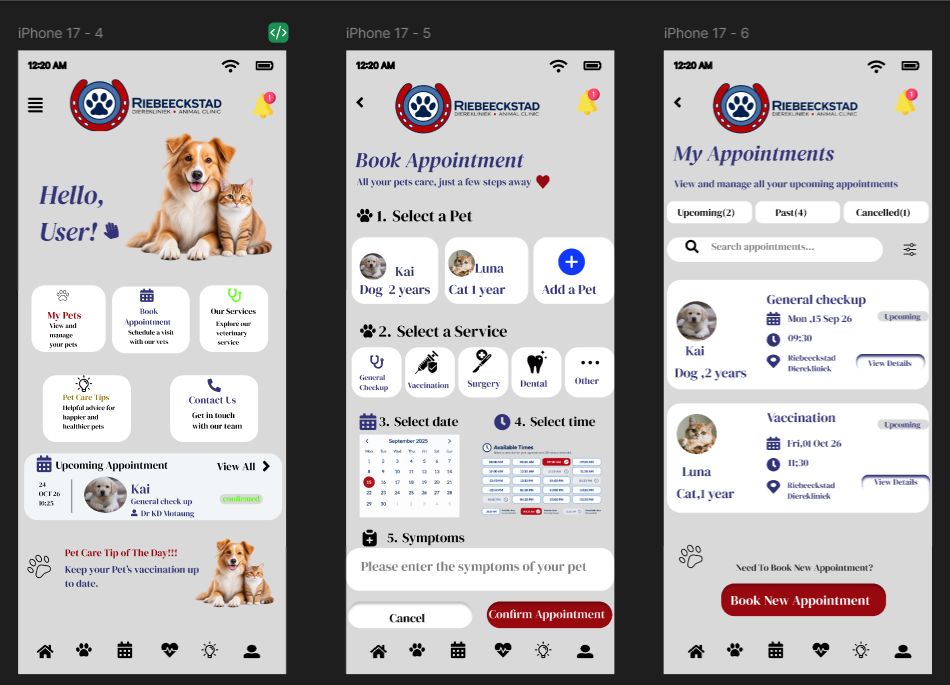 iPhone 17 - 4
</>
12:20 AM
RIEBEECKSTAD
DIEREKLINIEK • ANIMAL CLINIC
1
Hello,
User!
My Pets
View and
manage
your pets
Book
Appointment
Schedule a visit
with our vets
Our Services
Explore our
veterinary
service
Pet Care Tips
Helpful advice for
happier and
healthier pets
Contact Us
Get in touch
with our team
Upcoming Appointment
View All
24
OCT 26
10:25
Kai
General check up
Dr KD Motaung
confirmed
Pet Care Tip of The Day!!!
Keep your Pet's vaccination up
to date.
iPhone 17 - 5
12:20 AM
RIEBEECKSTAD
DIEREKLINIEK • ANIMAL CLINIC
1
Book Appointment
All your pets care, just a few steps away
1. Select a Pet
Kai
Dog 2 years
Luna
Cat 1 year
Add a Pet
2. Select a Service
General
Checkup
Vaccination
Surgery
Dental
Other
3. Select date
September 2025
Mon Tue Wed Thu Fri Sat Sun
1 2 3 4 5 6 7
8 9 10 11 12 13 14
15 16 17 18 19 20 21
22 23 24 25 26 27 28
29 30
4. Select time
Available Times
5. Symptoms
Please enter the symptoms of your pet
Cancel
Confirm Appointment
iPhone 17 - 6
12:20 AM
RIEBEECKSTAD
DIEREKLINIEK • ANIMAL CLINIC
1
My Appointments
View and manage all your upcoming appointments
Upcoming(2)
Past(4)
Cancelled(1)
Search appointments...
General checkup
Mon ,15 Sep 26
Upcoming
09:30
Kai
Dog ,2 years
Riebeeckstad
Dierekliniek
View Details
Vaccination
Fri,01 Oct 26
Upcoming
11:30
Luna
Cat,1 year
Riebeeckstad
Dierekliniek
View Details
Need To Book New Appointment?
Book New Appointment